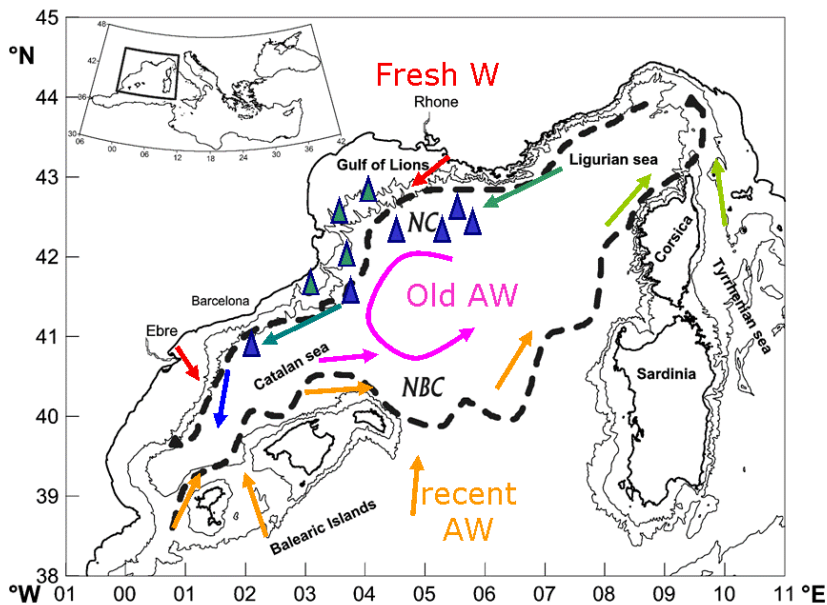 45
°N
44
43
42
41
40
39
38
48
42
36
30
06
00
06
12
18
24
30
36
42
Fresh W
Rhone
Gulf of Lions
Ligurian sea
NC
Corsica
Tyrrhenian sea
Old AW
Barcelona
Ebre
Catalan sea
NBC
Sardinia
recent
AW
Balearic Islands
°W
01
00
01
02
03
04
05
06
07
08
09
10
11
°E